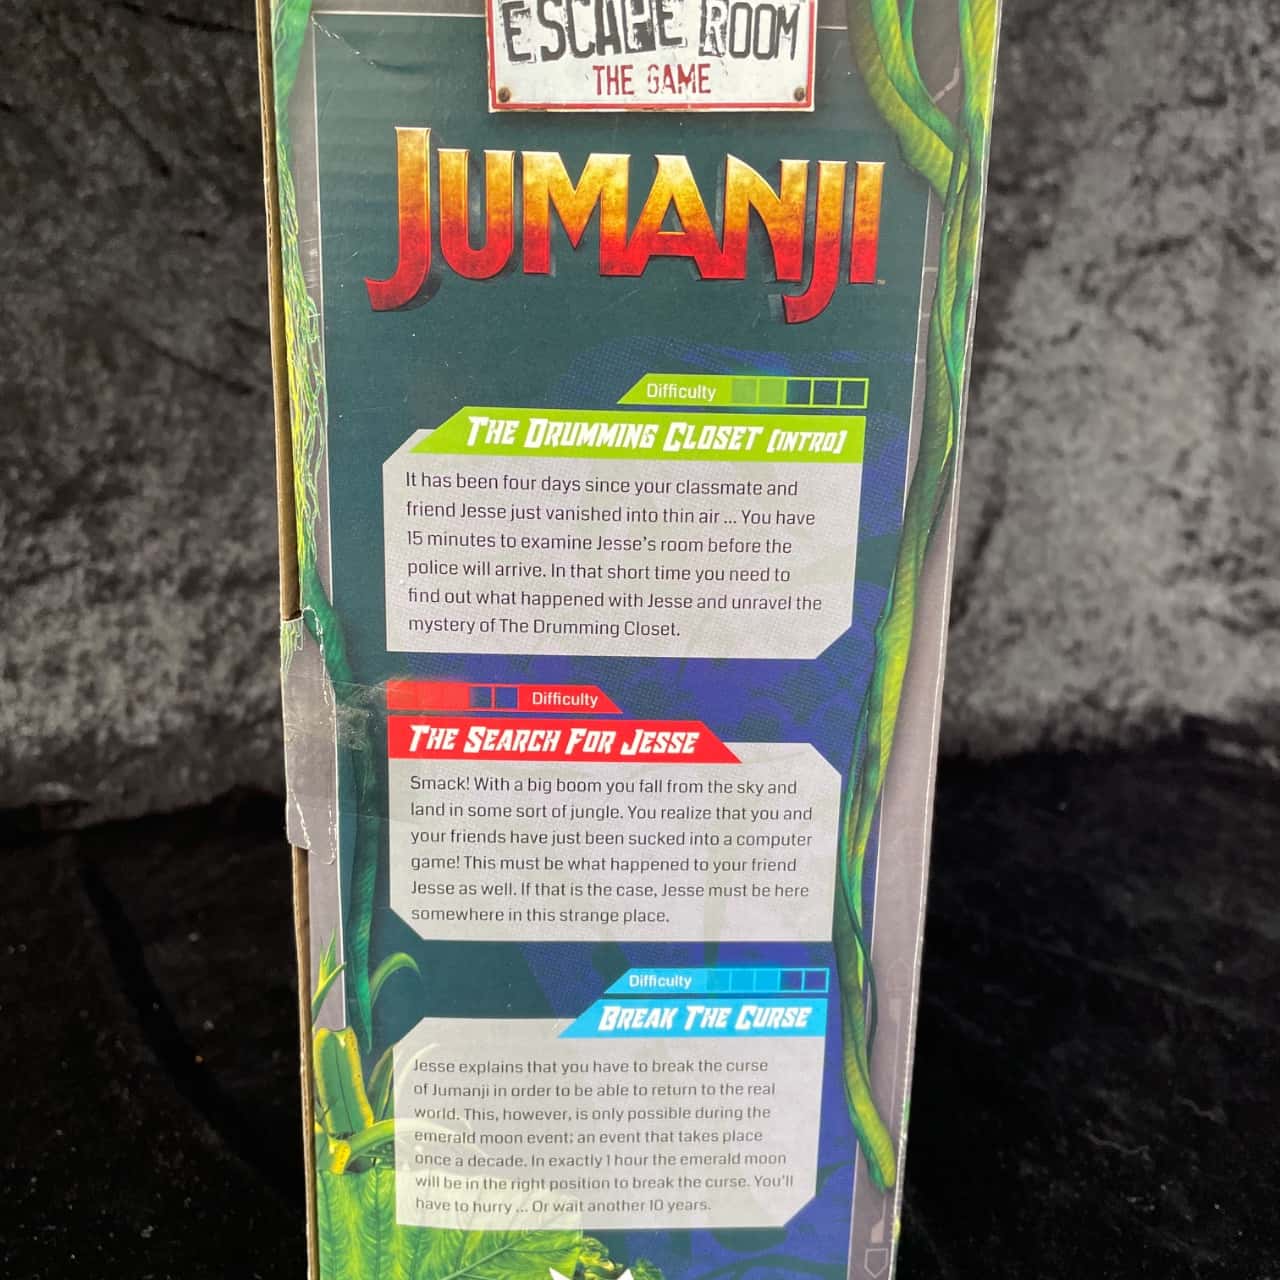 ESCAPE ROOM
THE GAME
JUMANJI
Difficulty
THE DRUMMING CLOSET [INTRO]
It has been four days since your classmate and
friend Jesse just vanished into thin air ... You have
15 minutes to examine Jesse's room before the
police will arrive. In that short time you need to
find out what happened with Jesse and unravel the
mystery of The Drumming Closet.
Difficulty
THE SEARCH FOR JESSE
Smack! With a big boom you fall from the sky and
land in some sort of jungle. You realize that you and
your friends have just been sucked into a computer
game! This must be what happened to your friend
Jesse as well. If that is the case, Jesse must be here
somewhere in this strange place.
Difficulty
BREAK THE CURSE
Jesse explains that you have to break the curse
of Jumanji in order to be able to return to the real
world. This, however, is only possible during the
emerald moon event; an event that takes place
once a decade. In exactly 1 hour the emerald moon
will be in the right position to break the curse. You'll
have to hurry ... Or wait another 10 years.